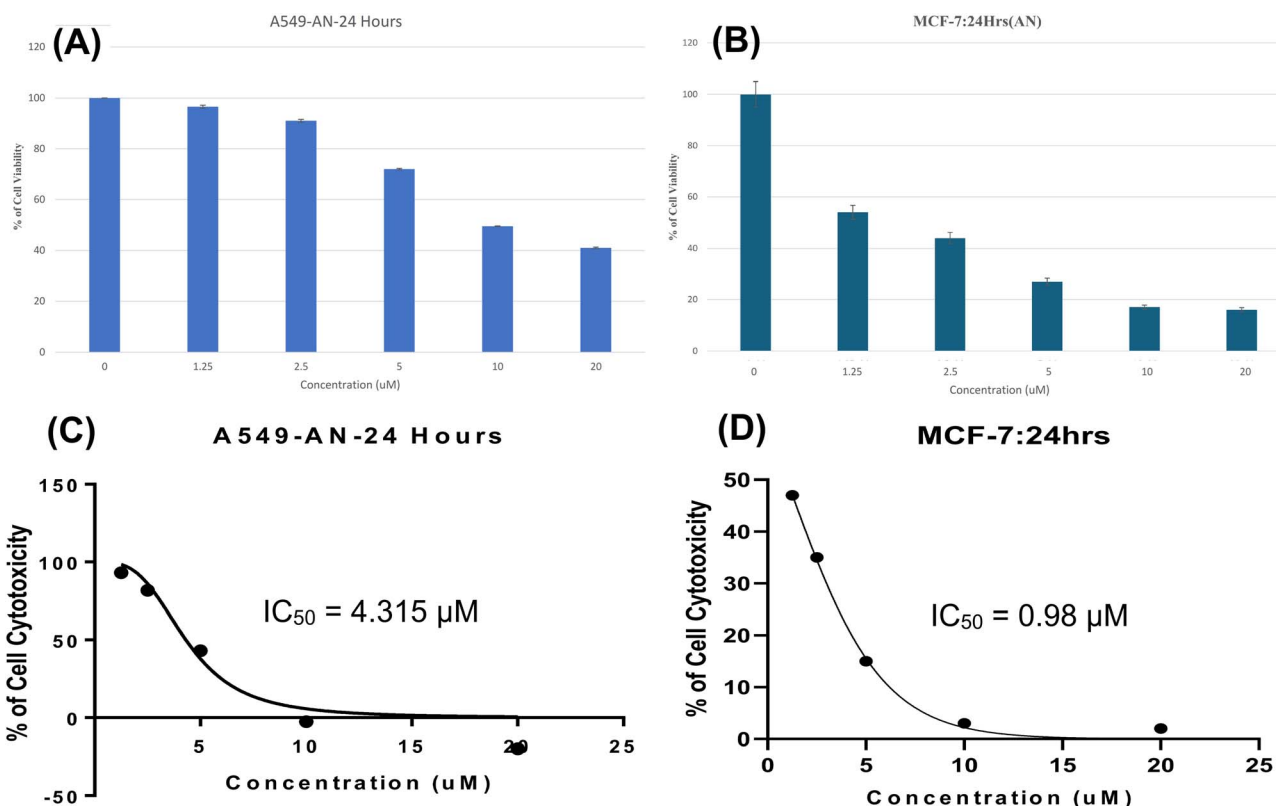 (A)
A549-AN-24 Hours
% of Cell Viability
120
100
80
60
40
20
0
0 1.25 2.5 5 10 20
Concentration (uM)
(B)
MCF-7:24Hrs(AN)
% of Cell Viability
120
100
80
60
40
20
0
0 1.25 2.5 5 10 20
Concentration (uM)
(C)
A549-AN-24 Hours
% of Cell Cytotoxicity
150
100
50
0
-50
5 10 15 20 25
IC₅₀ = 4.315 µM
Concentration (uM)
(D)
MCF-7:24hrs
% of Cell Cytotoxicity
50
40
30
20
10
0
0 5 10 15 20 25
IC₅₀ = 0.98 µM
Concentration (uM)